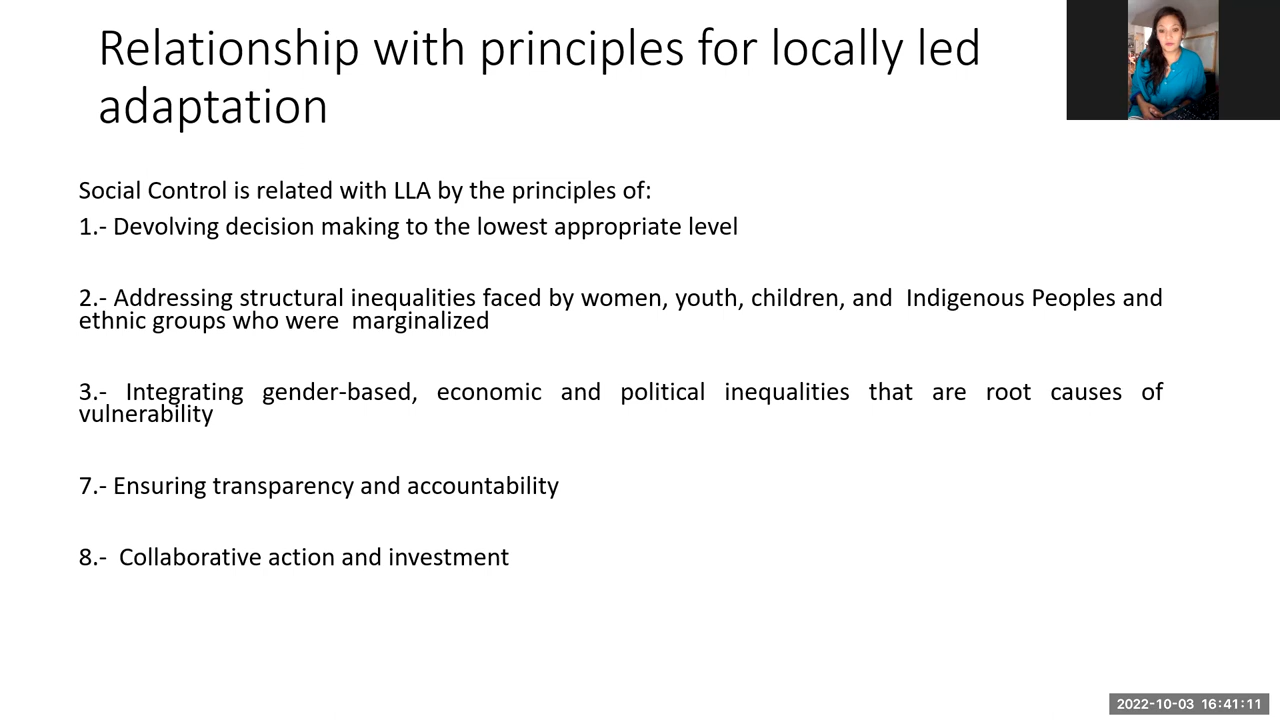 Relationship with principles for locally led
adaptation
Social Control is related with LLA by the principles of:
1.- Devolving decision making to the lowest appropriate level
2.- Addressing structural inequalities faced by women, youth, children, and  Indigenous Peoples and
ethnic groups who were  marginalized
3.- Integrating gender-based, economic and political inequalities that are root causes of
vulnerability
7.- Ensuring transparency and accountability
8.-  Collaborative action and investment
2022-10-03 16:41:11